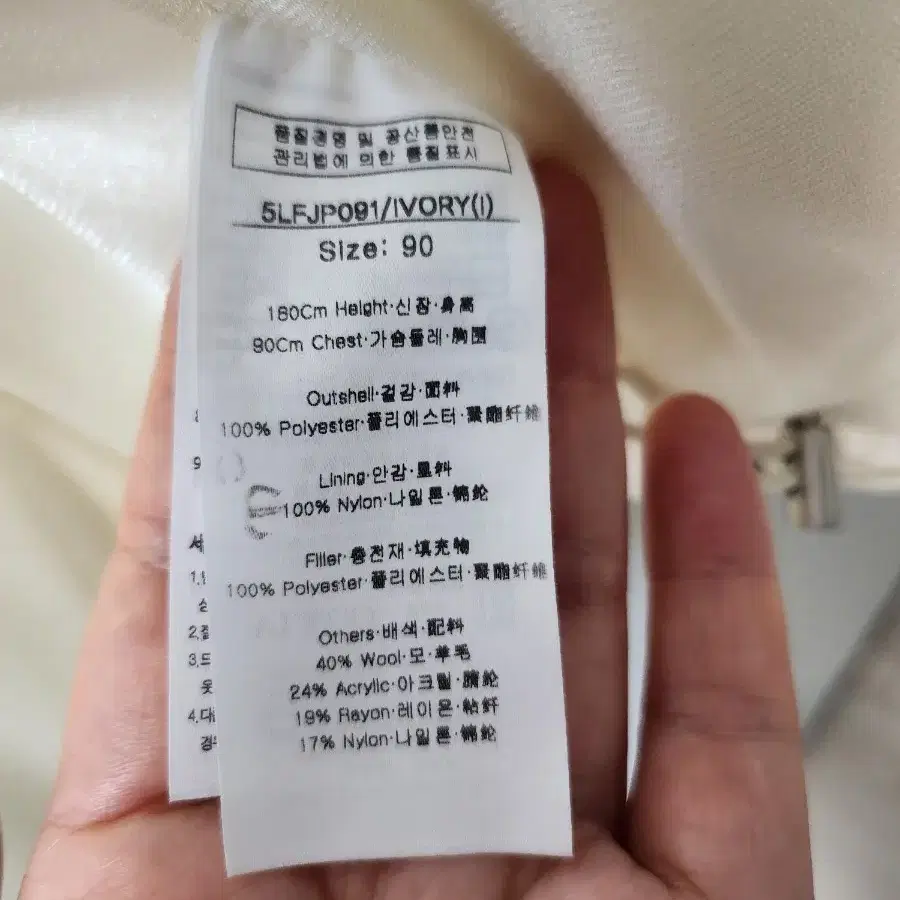 품질경영 및 공산품안전
관리법에 의한 품질표시
5LFJP091/IVORY(I)
Size: 90
160Cm Height·신장·身高
90Cm Chest·가슴둘레·胸围
Outshell·겉감·面料
100% Polyester·폴리에스터·聚酯纤维
Lining·안감·里料
100% Nylon·나일론·锦纶
Filler·충전재·填充物
100% Polyester·폴리에스터·聚酯纤维
Others·배색·配料
40% Wool·모·羊毛
24% Acrylic·아크릴·腈纶
19% Rayon·레이온·粘纤
17% Nylon·나일론·锦纶